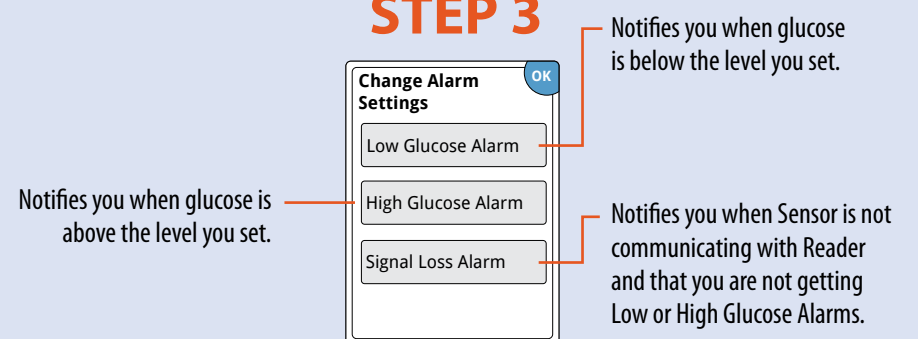 STEP 3
Notifies you when glucose
is below the level you set.
OK
Change Alarm
Settings
Low Glucose Alarm
High Glucose Alarm
Signal Loss Alarm
Notifies you when glucose is
above the level you set.
Notifies you when Sensor is not
communicating with Reader
and that you are not getting
Low or High Glucose Alarms.